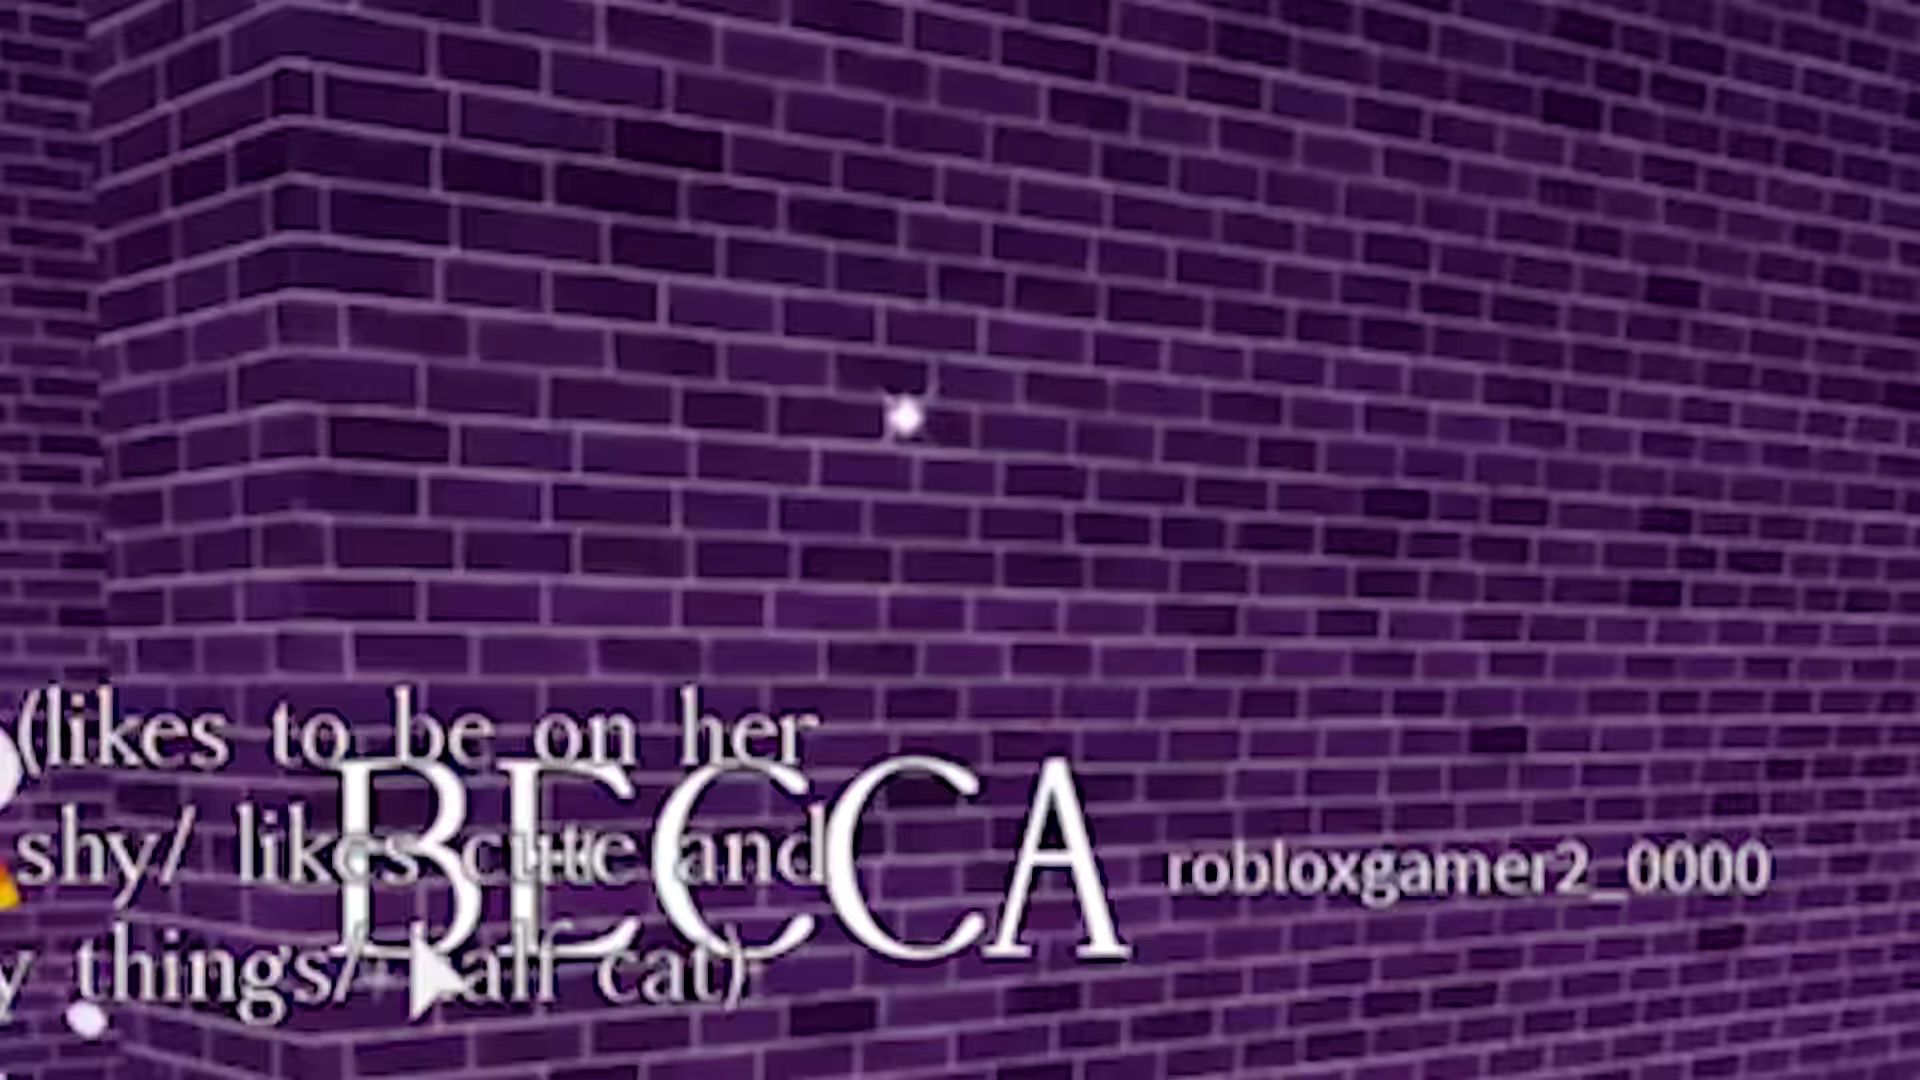 (likes to be on her
BECCA
shy/ likes cute and
robloxgamer2_0000
y things/ half cat)